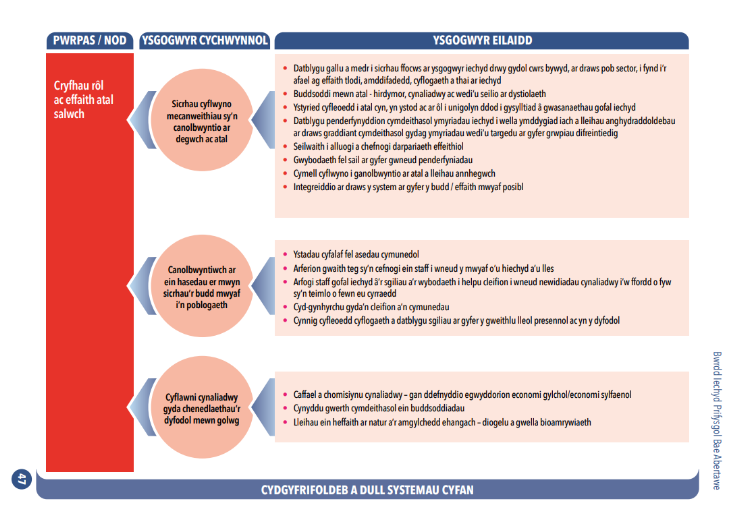 PWRPAS / NOD
YSGOGWYR CYCHWYNNOL
YSGOGWYR EILAIDD
Cryfhau rôl
ac effaith atal
salwch
Sicrhau cyflwyno
mecanweithiau sy'n
canolbwyntio ar
degwch ac atal
• Datblygu gallu a medr i sicrhau ffocws ar ysgogwyr iechyd drwy gydol cwrs bywyd, ar draws pob sector, i fynd i'r
afael ag effaith tlodi, amddifadedd, cyflogaeth a thai ar iechyd
• Buddsoddi mewn atal - hirdymor, cynaliadwy ac wedi'u seilio ar dystiolaeth
• Ystyried cyfleoedd i atal cyn, yn ystod ac ar ôl i unigolyn ddod i gysylltiad â gwasanaethau gofal iechyd
• Datblygu penderfynyddion cymdeithasol ymyriadau iechyd i wella ymddygiad iach a lleihau anghydraddoldebau
ar draws graddiant cymdeithasol gydag ymyriadau wedi'u targedu ar gyfer grwpiau difreintiedig
• Seilwaith i alluogi a chefnogi darpariaeth effeithiol
• Gwybodaeth fel sail ar gyfer gwneud penderfyniadau
• Cymell cyflwyno i ganolbwyntio ar atal a lleihau annhegwch
• Integreiddio ar draws y system ar gyfer y budd / effaith mwyaf posibl
Canolbwyntiwch ar
ein hasedau er mwyn
sicrhau'r budd mwyaf
i'n poblogaeth
• Ystadau cyfalaf fel asedau cymunedol
• Arferion gwaith teg sy'n cefnogi ein staff i wneud y mwyaf o'u hiechyd a'u lles
• Arfogi staff gofal iechyd â'r sgiliau a'r wybodaeth i helpu cleifion i wneud newidiadau cynaliadwy i'w ffordd o fyw
sy'n teimlo o fewn eu cyrraedd
• Cyd-gynhyrchu gyda'n cleifion a'n cymunedau
• Cynnig cyfleoedd cyflogaeth a datblygu sgiliau ar gyfer y gweithlu lleol presennol ac yn y dyfodol
Cyflawni cynaliadwy
gyda chenedlaethau'r
dyfodol mewn golwg
• Caffael a chomisiynu cynaliadwy – gan ddefnyddio egwyddorion economi gylchol/economi sylfaenol
• Cynyddu gwerth cymdeithasol ein buddsoddiadau
• Lleihau ein heffaith ar natur a'r amgylchedd ehangach – diogelu a gwella bioamrywiaeth
Bwrdd Iechyd Prifysgol Bae Abertawe
47
CYDGYFRIFOLDEB A DULL SYSTEMAU CYFAN